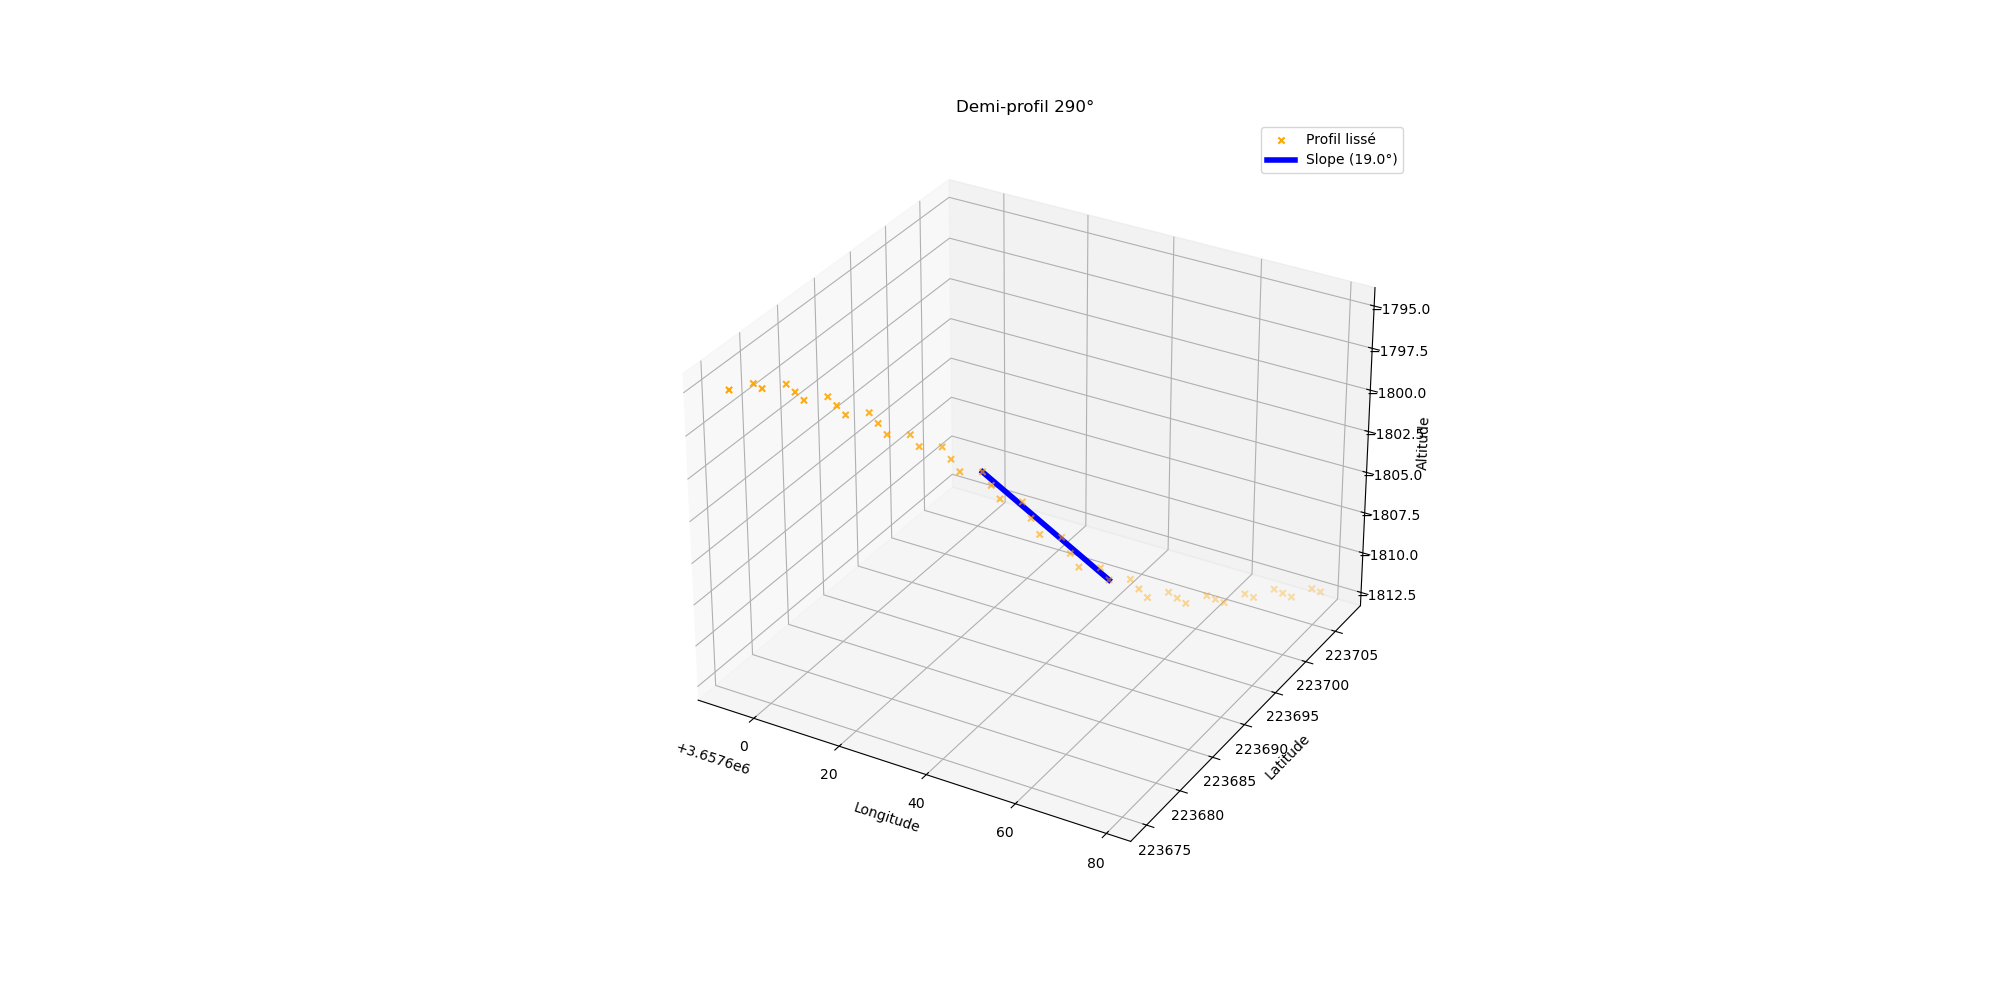 Demi-profil 290°
Profil lissé
Slope (19.0°)
−1795.0
−1797.5
−1800.0
−1802.5
−1805.0
−1807.5
−1810.0
−1812.5
Altitude
223705
223700
223695
223690
223685
223680
223675
Latitude
0
20
40
60
80
+3.6576e6
Longitude